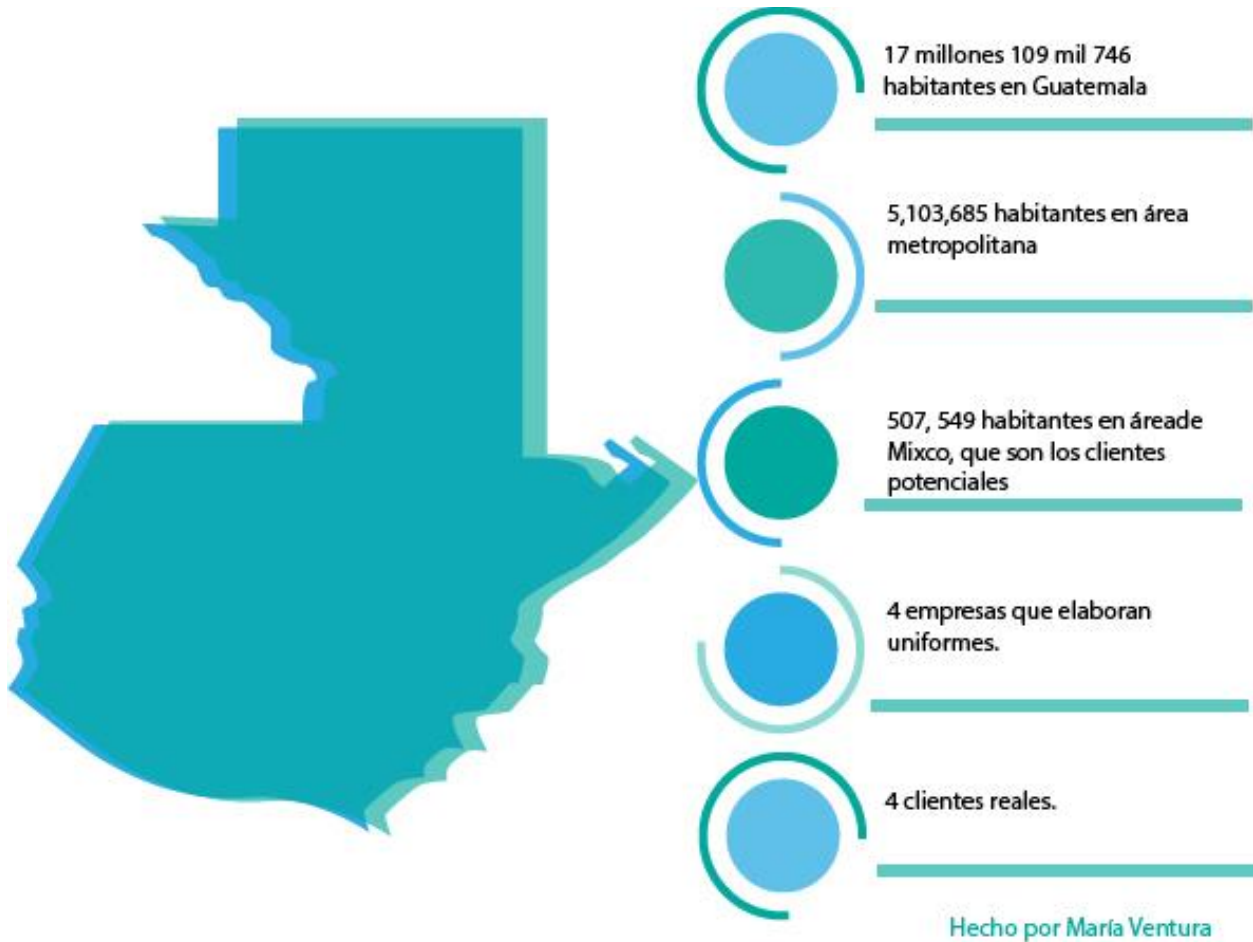 17 millones 109 mil 746
habitantes en Guatemala
5,103,685 habitantes en área
metropolitana
507, 549 habitantes en áreade
Mixco, que son los clientes
potenciales
4 empresas que elaboran
uniformes.
4 clientes reales.
Hecho por María Ventura